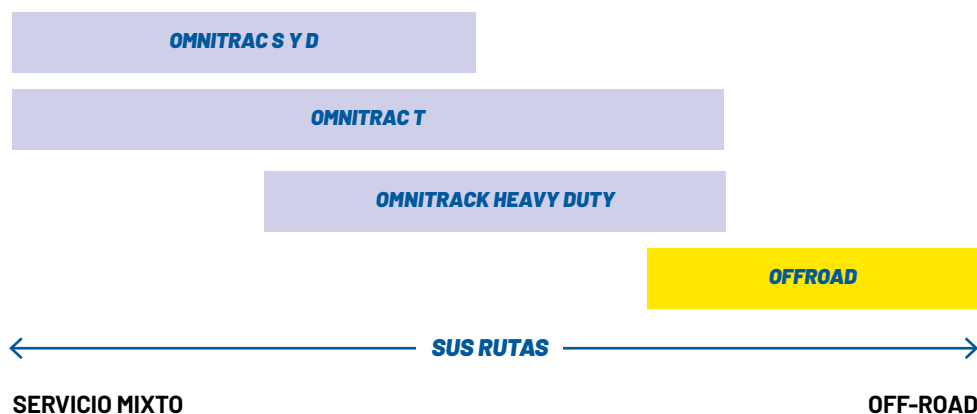 OMNITRAC S Y D
OMNITRAC T
OMNITRACK HEAVY DUTY
OFFROAD
SUS RUTAS
SERVICIO MIXTO
OFF-ROAD